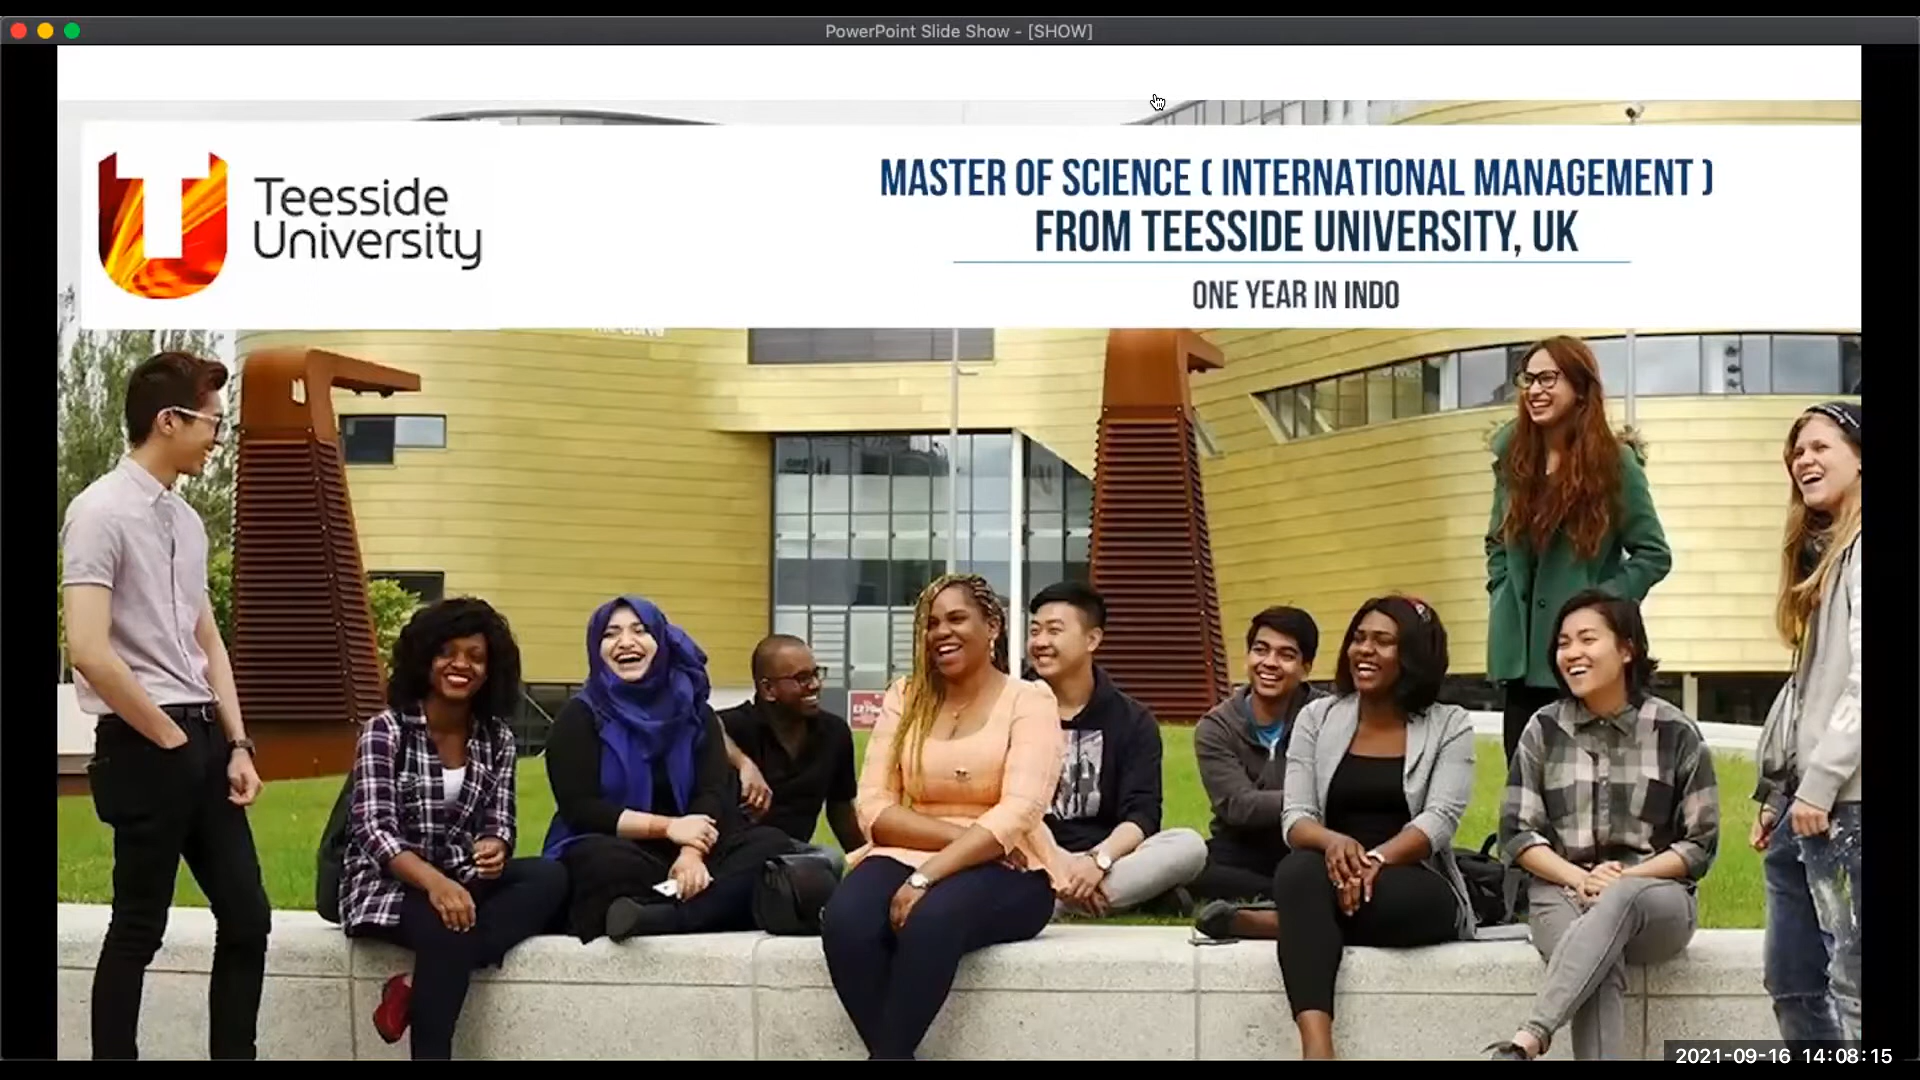 PowerPoint Slide Show - [SHOW]
Teesside
University
MASTER OF SCIENCE ( INTERNATIONAL MANAGEMENT )
FROM TEESSIDE UNIVERSITY, UK
ONE YEAR IN INDO
2021-09-16 14:08:15